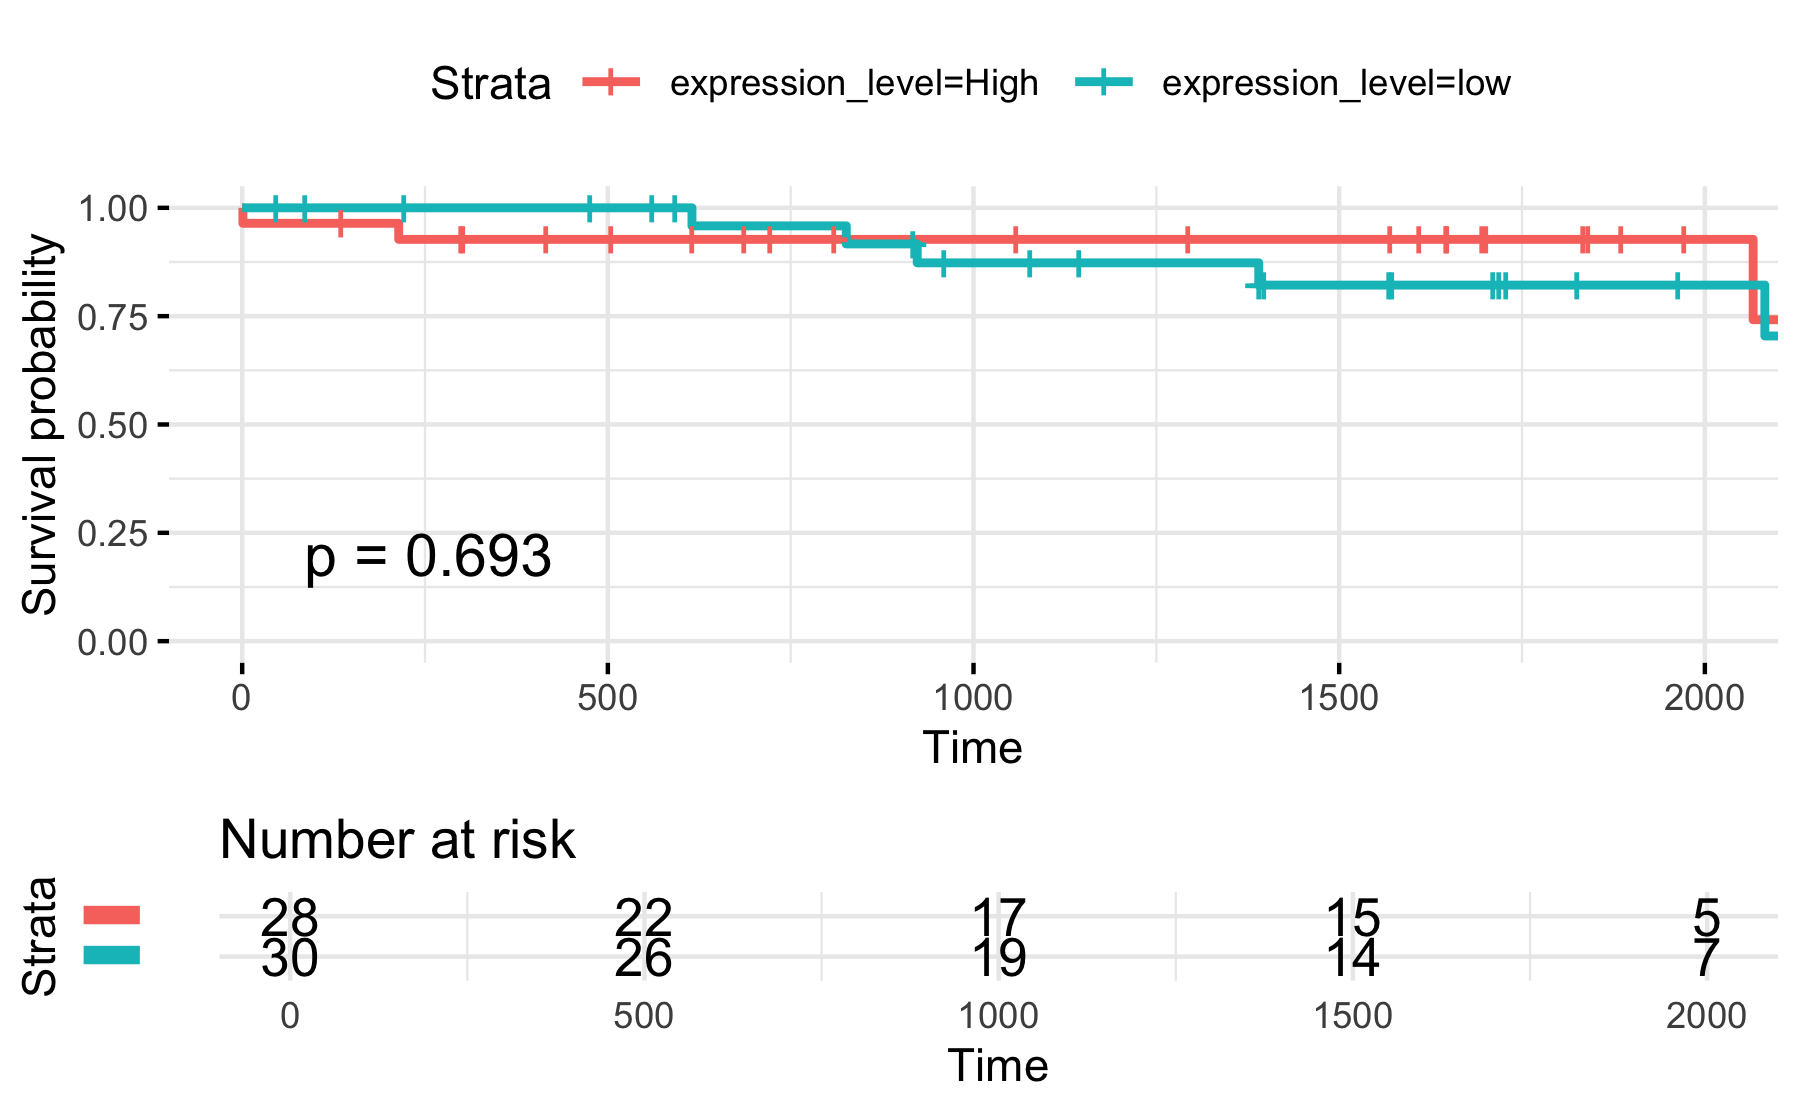 Strata expression_level=High expression_level=low
Survival probability
1.00
0.75
0.50
0.25
0.00
p = 0.693
0 500 1000 1500 2000
Time
Number at risk
Strata
28 22 17 15 5
30 26 19 14 7
0 500 1000 1500 2000
Time